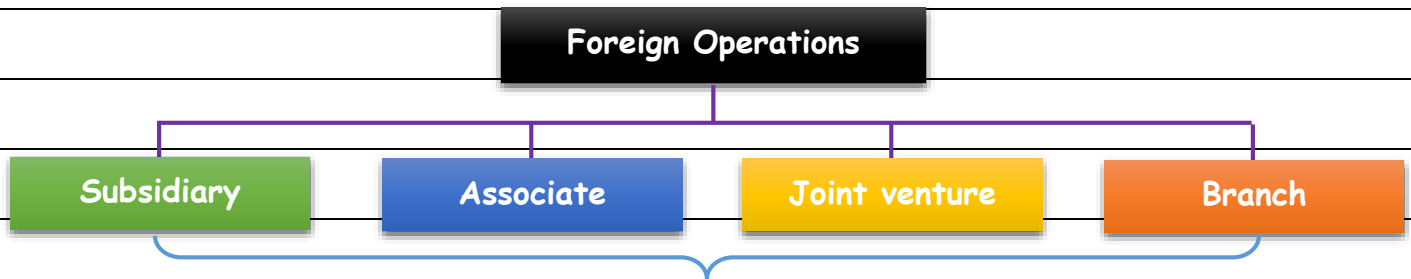 Foreign Operations
Subsidiary
Associate
Joint venture
Branch